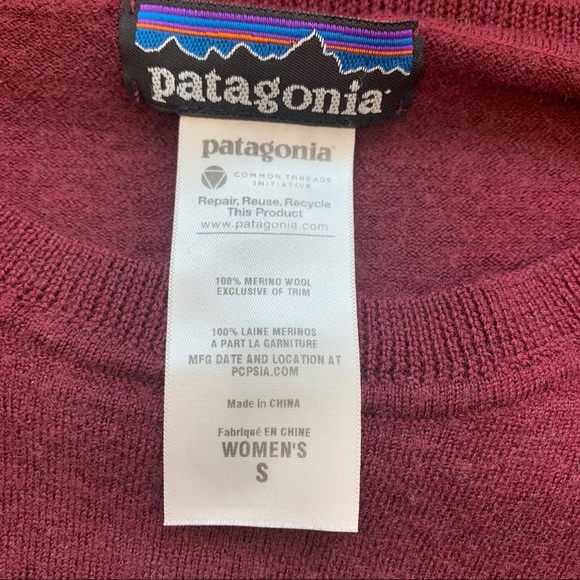 patagonia
patagonia
COMMON THREADS
INITIATIVE
Repair, Reuse, Recycle
This Product
www.patagonia.com
100% MERINO WOOL
EXCLUSIVE OF TRIM
100% LAINE MERINOS
A PART LA GARNITURE
MFG DATE AND LOCATION AT
PCPSIA.COM
Made in CHINA
Fabriqué EN CHINE
WOMEN'S
S